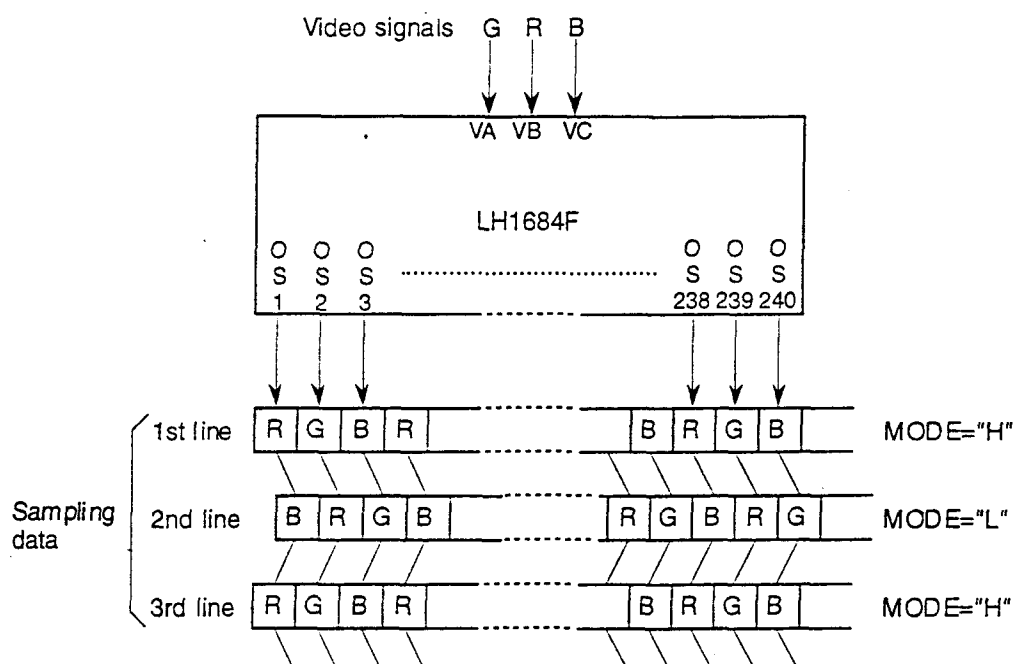 Video signals G R B
VA VB VC
LH1684F
O O O O O O
S S S S S S
1 2 3 238 239 240
1st line R G B R B R G B MODE="H"
Sampling data
2nd line B R G B R G B R G MODE="L"
3rd line R G B R B R G B MODE="H"